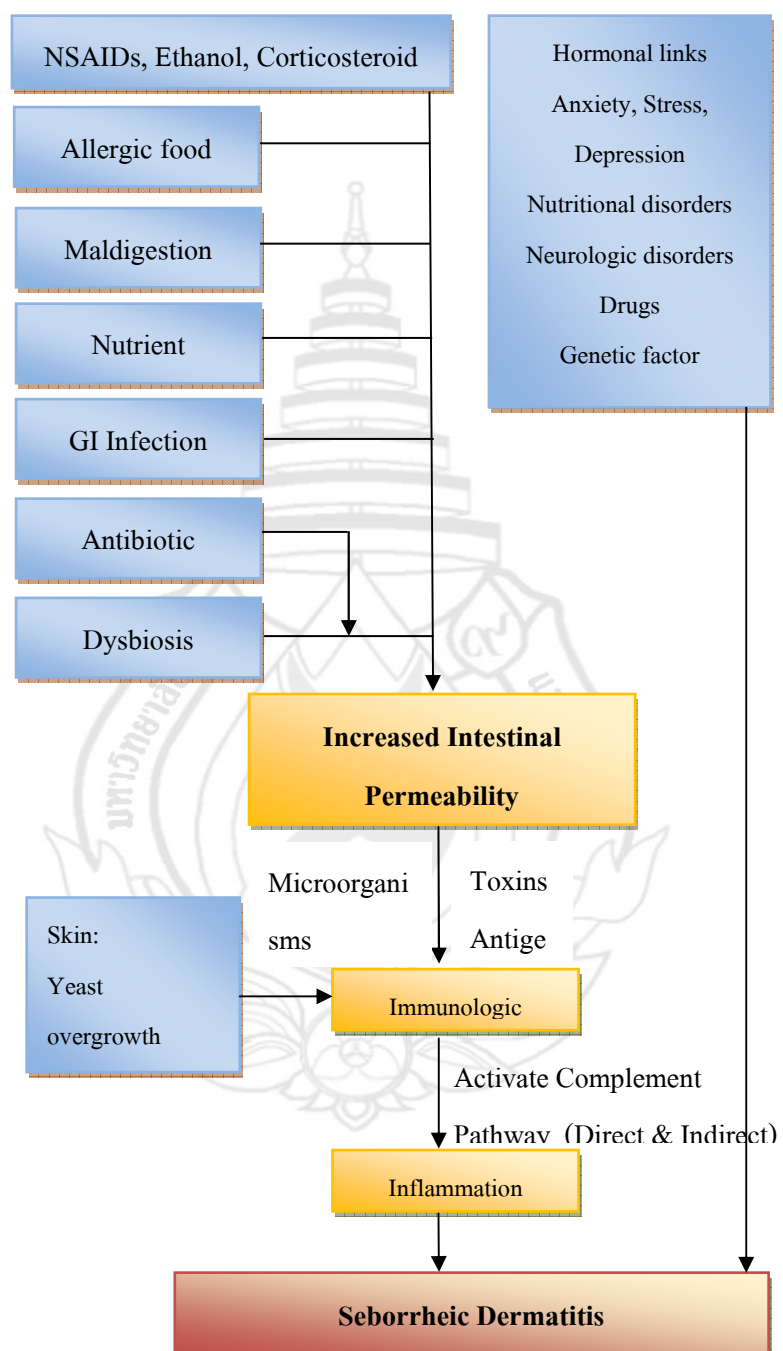 NSAIDs, Ethanol, Corticosteroid
Allergic food
Maldigestion
Nutrient
GI Infection
Antibiotic
Dysbiosis
Hormonal links
Anxiety, Stress,
Depression
Nutritional disorders
Neurologic disorders
Drugs
Genetic factor
Increased Intestinal
Permeability
Microorgani
sms
Toxins
Antige
Skin:
Yeast
overgrowth
Immunologic
Activate Complement
Pathway (Direct & Indirect)
Inflammation
Seborrheic Dermatitis